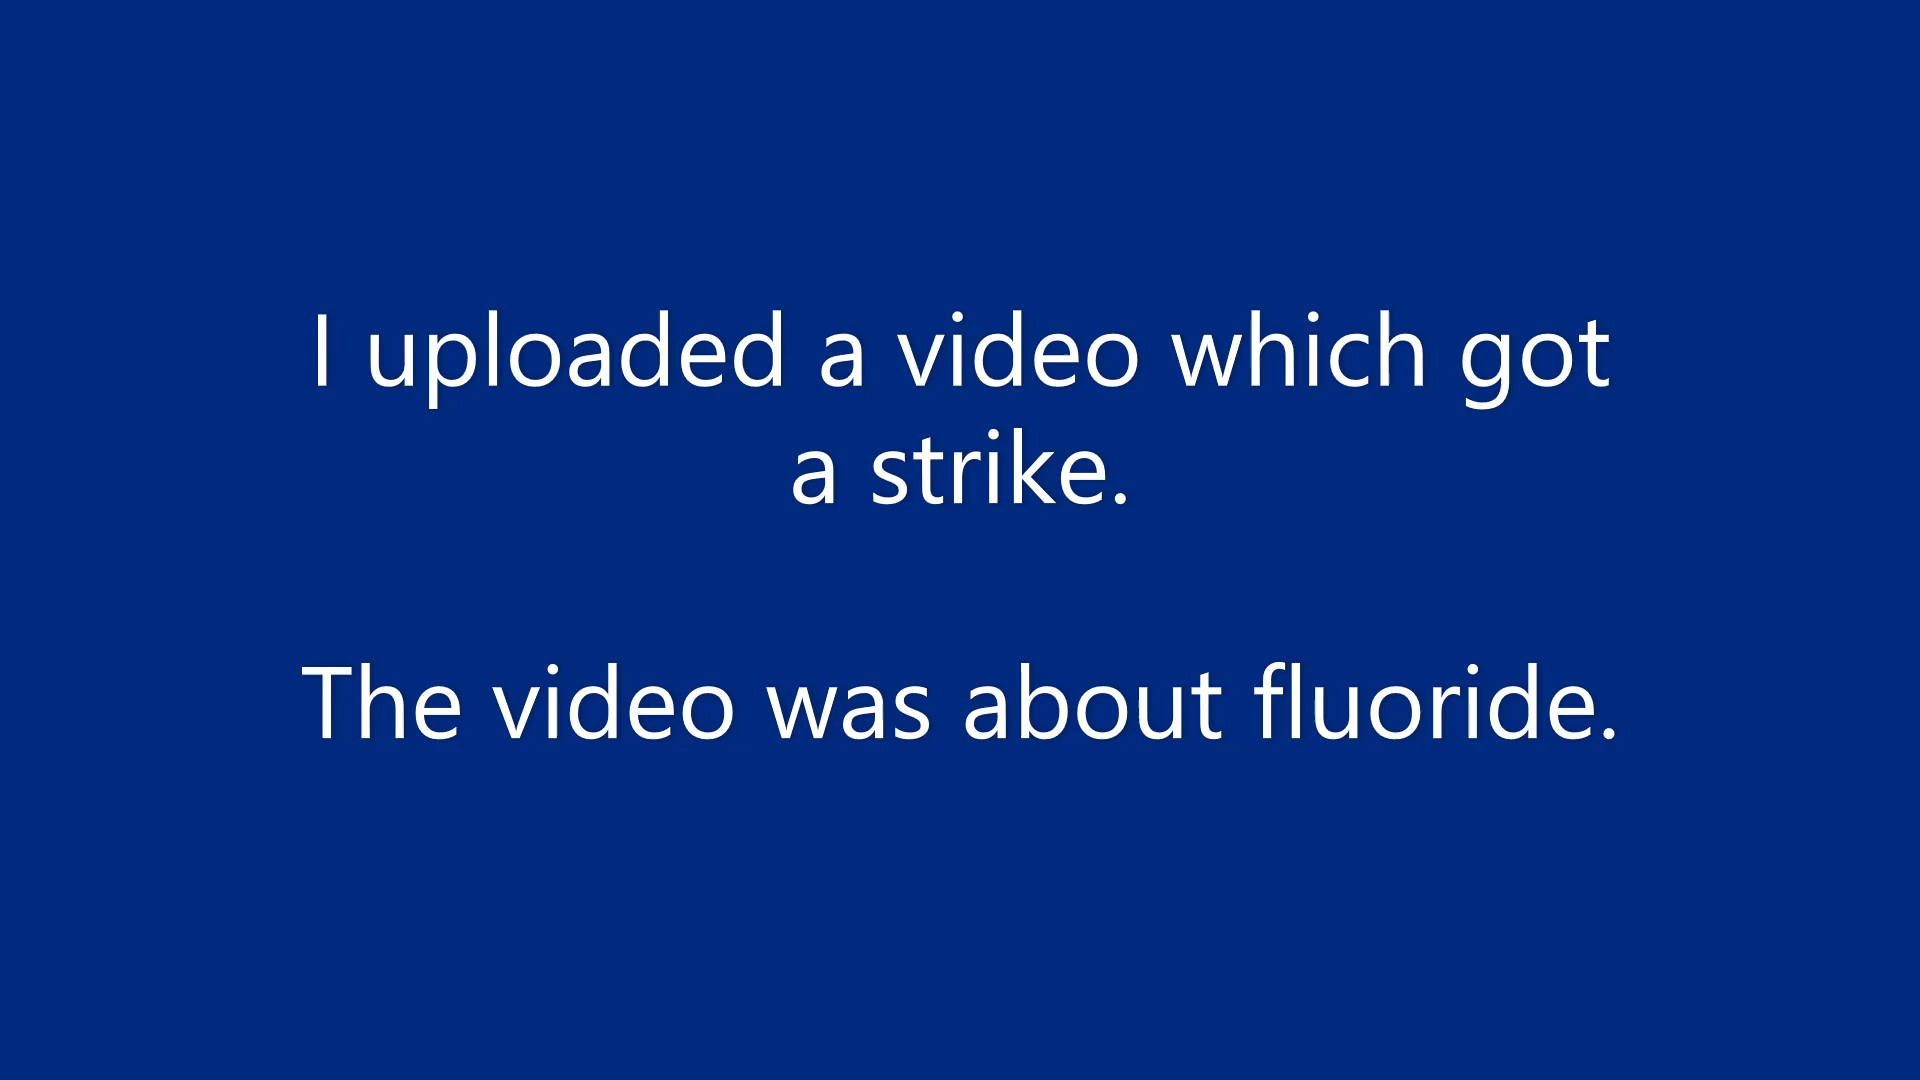 I uploaded a video which got
a strike.
The video was about fluoride.